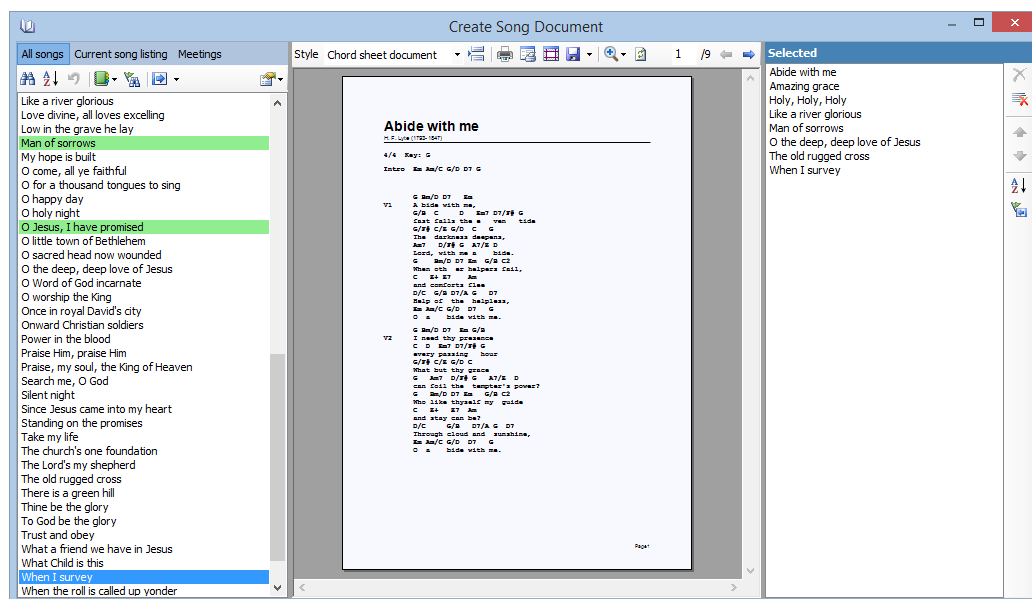 Create Song Document
All songs Current song listing Meetings
Style Chord sheet document 1 /9
Selected
Like a river glorious
Love divine, all loves excelling
Low in the grave he lay
Man of sorrows
My hope is built
O come, all ye faithful
O for a thousand tongues to sing
O happy day
O holy night
O Jesus, I have promised
O little town of Bethlehem
O sacred head now wounded
O the deep, deep love of Jesus
O Word of God incarnate
O worship the King
Once in royal David's city
Onward Christian soldiers
Power in the blood
Praise Him, praise Him
Praise, my soul, the King of Heaven
Search me, O God
Silent night
Since Jesus came into my heart
Standing on the promises
Take my life
The church's one foundation
The Lord's my shepherd
The old rugged cross
There is a green hill
Thine be the glory
To God be the glory
Trust and obey
What a friend we have in Jesus
What Child is this
When I survey
When the roll is called up yonder
Abide with me
H. F. Lyte (1793-1847)
4/4 Key: G
Intro Em Am/C G/D D7 G
G Bm/D D7 Em
V1 A bide with me,
G/B C D Em7 D7/F# G
fast falls the e ven tide
G/F# C/E G/D C G
The darkness deepens,
Am7 D/F# G A7/E D
Lord, with me a bide.
G Bm/D D7 Em G/B C2
When oth er helpers fail,
C E+ E7 Am
and comforts flee
D/C G/B D7/A G D7
Help of the helpless,
Em Am/C G/D D7 G
O a bide with me.
G Bm/D D7 Em G/B
V2 I need thy presence
C D Em7 D7/F# G
every passing hour
G/F# C/E G/D C
What but thy grace
G Am7 D/F# G A7/E D
can foil the tempter's power?
G Bm/D D7 Em G/B C2
Who like thyself my guide
C E+ E7 Am
and stay can be?
D/C G/B D7/A G D7
Through cloud and sunshine,
Em Am/C G/D D7 G
O a bide with me.
Page1
Abide with me
Amazing grace
Holy, Holy, Holy
Like a river glorious
Man of sorrows
O the deep, deep love of Jesus
The old rugged cross
When I survey